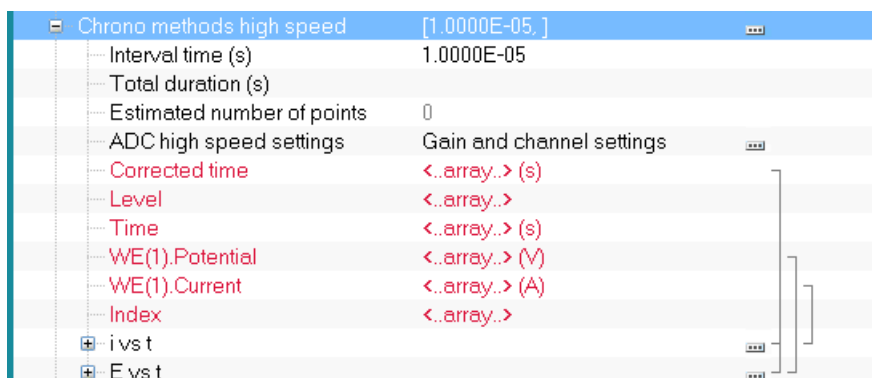 Chrono methods high speed [1.0000E-05, ]
Interval time (s) 1.0000E-05
Total duration (s)
Estimated number of points 0
ADC high speed settings Gain and channel settings
Corrected time <..array..> (s)
Level <..array..>
Time <..array..> (s)
WE(1).Potential <..array..> (V)
WE(1).Current <..array..> (A)
Index <..array..>
i vs t
E vs t